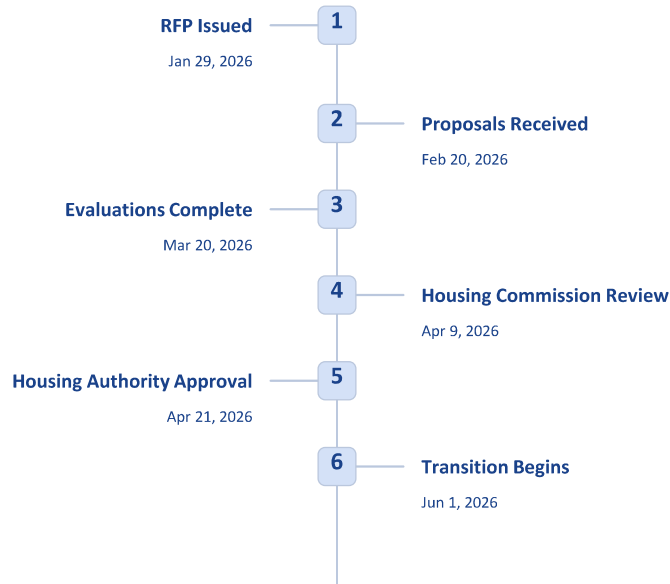 RFP Issued
1
Jan 29, 2026
2
Proposals Received
Feb 20, 2026
Evaluations Complete
3
Mar 20, 2026
4
Housing Commission Review
Apr 9, 2026
Housing Authority Approval
5
Apr 21, 2026
6
Transition Begins
Jun 1, 2026